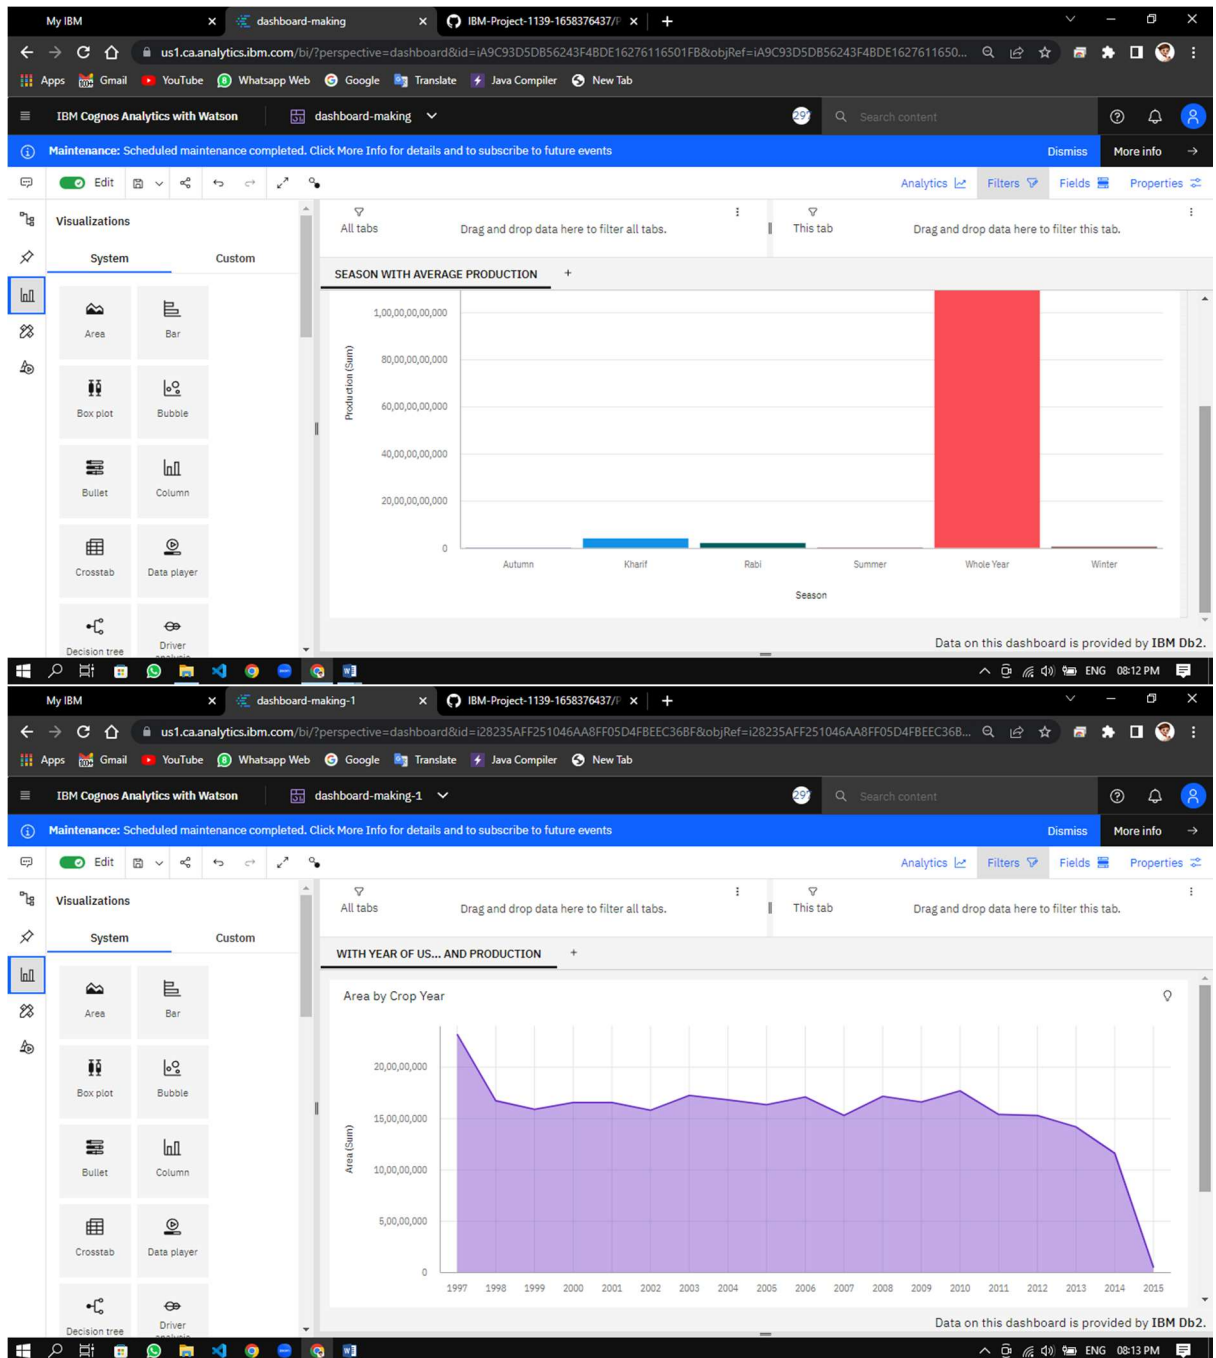 My IBM
dashboard-making
IBM-Project-1139-1658376437/P
us1.ca.analytics.ibm.com/bi/?perspective=dashboard&id=iA9C93D5DB56243F4BDE16276116501FB&objRef=iA9C93D5DB56243F4BDE1627611650...
Apps Gmail YouTube Whatsapp Web Google Translate Java Compiler New Tab
IBM Cognos Analytics with Watson dashboard-making Search content
Maintenance: Scheduled maintenance completed. Click More Info for details and to subscribe to future events Dismiss More info
Edit Analytics Filters Fields Properties
Visualizations
All tabs Drag and drop data here to filter all tabs. This tab Drag and drop data here to filter this tab.
System Custom
SEASON WITH AVERAGE PRODUCTION +
Area Bar
Box plot Bubble
Bullet Column
Crosstab Data player
Decision tree Driver
Production (Sum)
1,00,00,00,00,000
80,00,00,00,000
60,00,00,00,000
40,00,00,00,000
20,00,00,00,000
0
Autumn Kharif Rabi Summer Whole Year Winter
Season
Data on this dashboard is provided by IBM Db2.
ENG 08:12 PM
My IBM
dashboard-making-1
IBM-Project-1139-1658376437/P
us1.ca.analytics.ibm.com/bi/?perspective=dashboard&id=i28235AFF251046AA8FF05D4FBEEC36BF&objRef=i28235AFF251046AA8FF05D4FBEEC36B...
Apps Gmail YouTube Whatsapp Web Google Translate Java Compiler New Tab
IBM Cognos Analytics with Watson dashboard-making-1 Search content
Maintenance: Scheduled maintenance completed. Click More Info for details and to subscribe to future events Dismiss More info
Edit Analytics Filters Fields Properties
Visualizations
All tabs Drag and drop data here to filter all tabs. This tab Drag and drop data here to filter this tab.
System Custom
WITH YEAR OF US... AND PRODUCTION +
Area Bar
Box plot Bubble
Bullet Column
Crosstab Data player
Decision tree Driver
Area by Crop Year
Area (Sum)
20,00,00,000
15,00,00,000
10,00,00,000
5,00,00,000
0
1997 1998 1999 2000 2001 2002 2003 2004 2005 2006 2007 2008 2009 2010 2011 2012 2013 2014 2015
Data on this dashboard is provided by IBM Db2.
ENG 08:13 PM